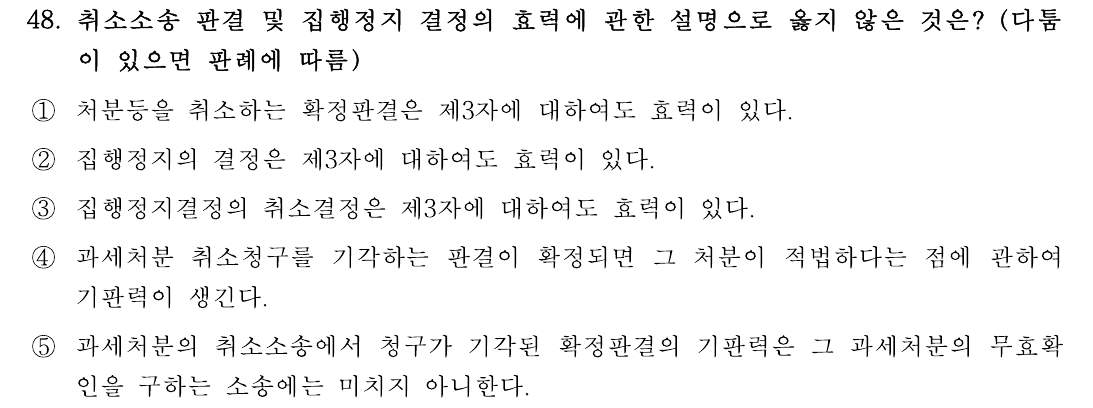 48. 취소소송 판결 및 집행정지 결정의 효력에 관한 설명으로 옳지 않은 것은? (다툼
이 있으면 판례에 따름)
① 처분등을 취소하는 확정판결은 제3자에 대하여도 효력이 있다.
② 집행정지의 결정은 제3자에 대하여도 효력이 있다.
③ 집행정지결정의 취소결정은 제3자에 대하여도 효력이 있다.
④ 과세처분 취소청구를 기각하는 판결이 확정되면 그 처분이 적법하다는 점에 관하여
기판력이 생긴다.
⑤ 과세처분의 취소소송에서 청구가 기각된 확정판결의 기판력은 그 과세처분의 무효확
인을 구하는 소송에는 미치지 아니한다.